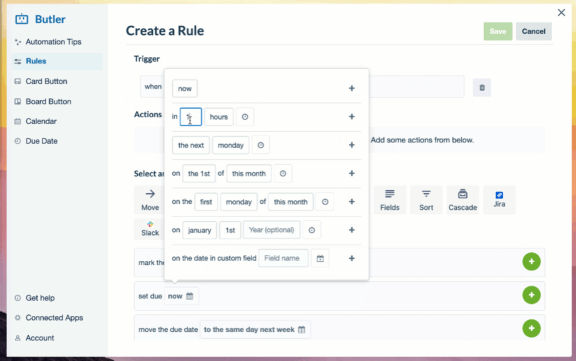 Butler
Automation Tips
Rules
Card Button
Board Button
Calendar
Due Date
Get help
Connected Apps
Account
Create a Rule
Save
Cancel
Trigger
when
Actions
Add some actions from below.
now
in hours
the next monday
on the 1st of this month
on the first monday of this month
on january 1st Year (optional)
on the date in custom field Field name
Select a
Move
Fields
Sort
Cascade
Jira
Slack
mark the
set due now
move the due date to the same day next week